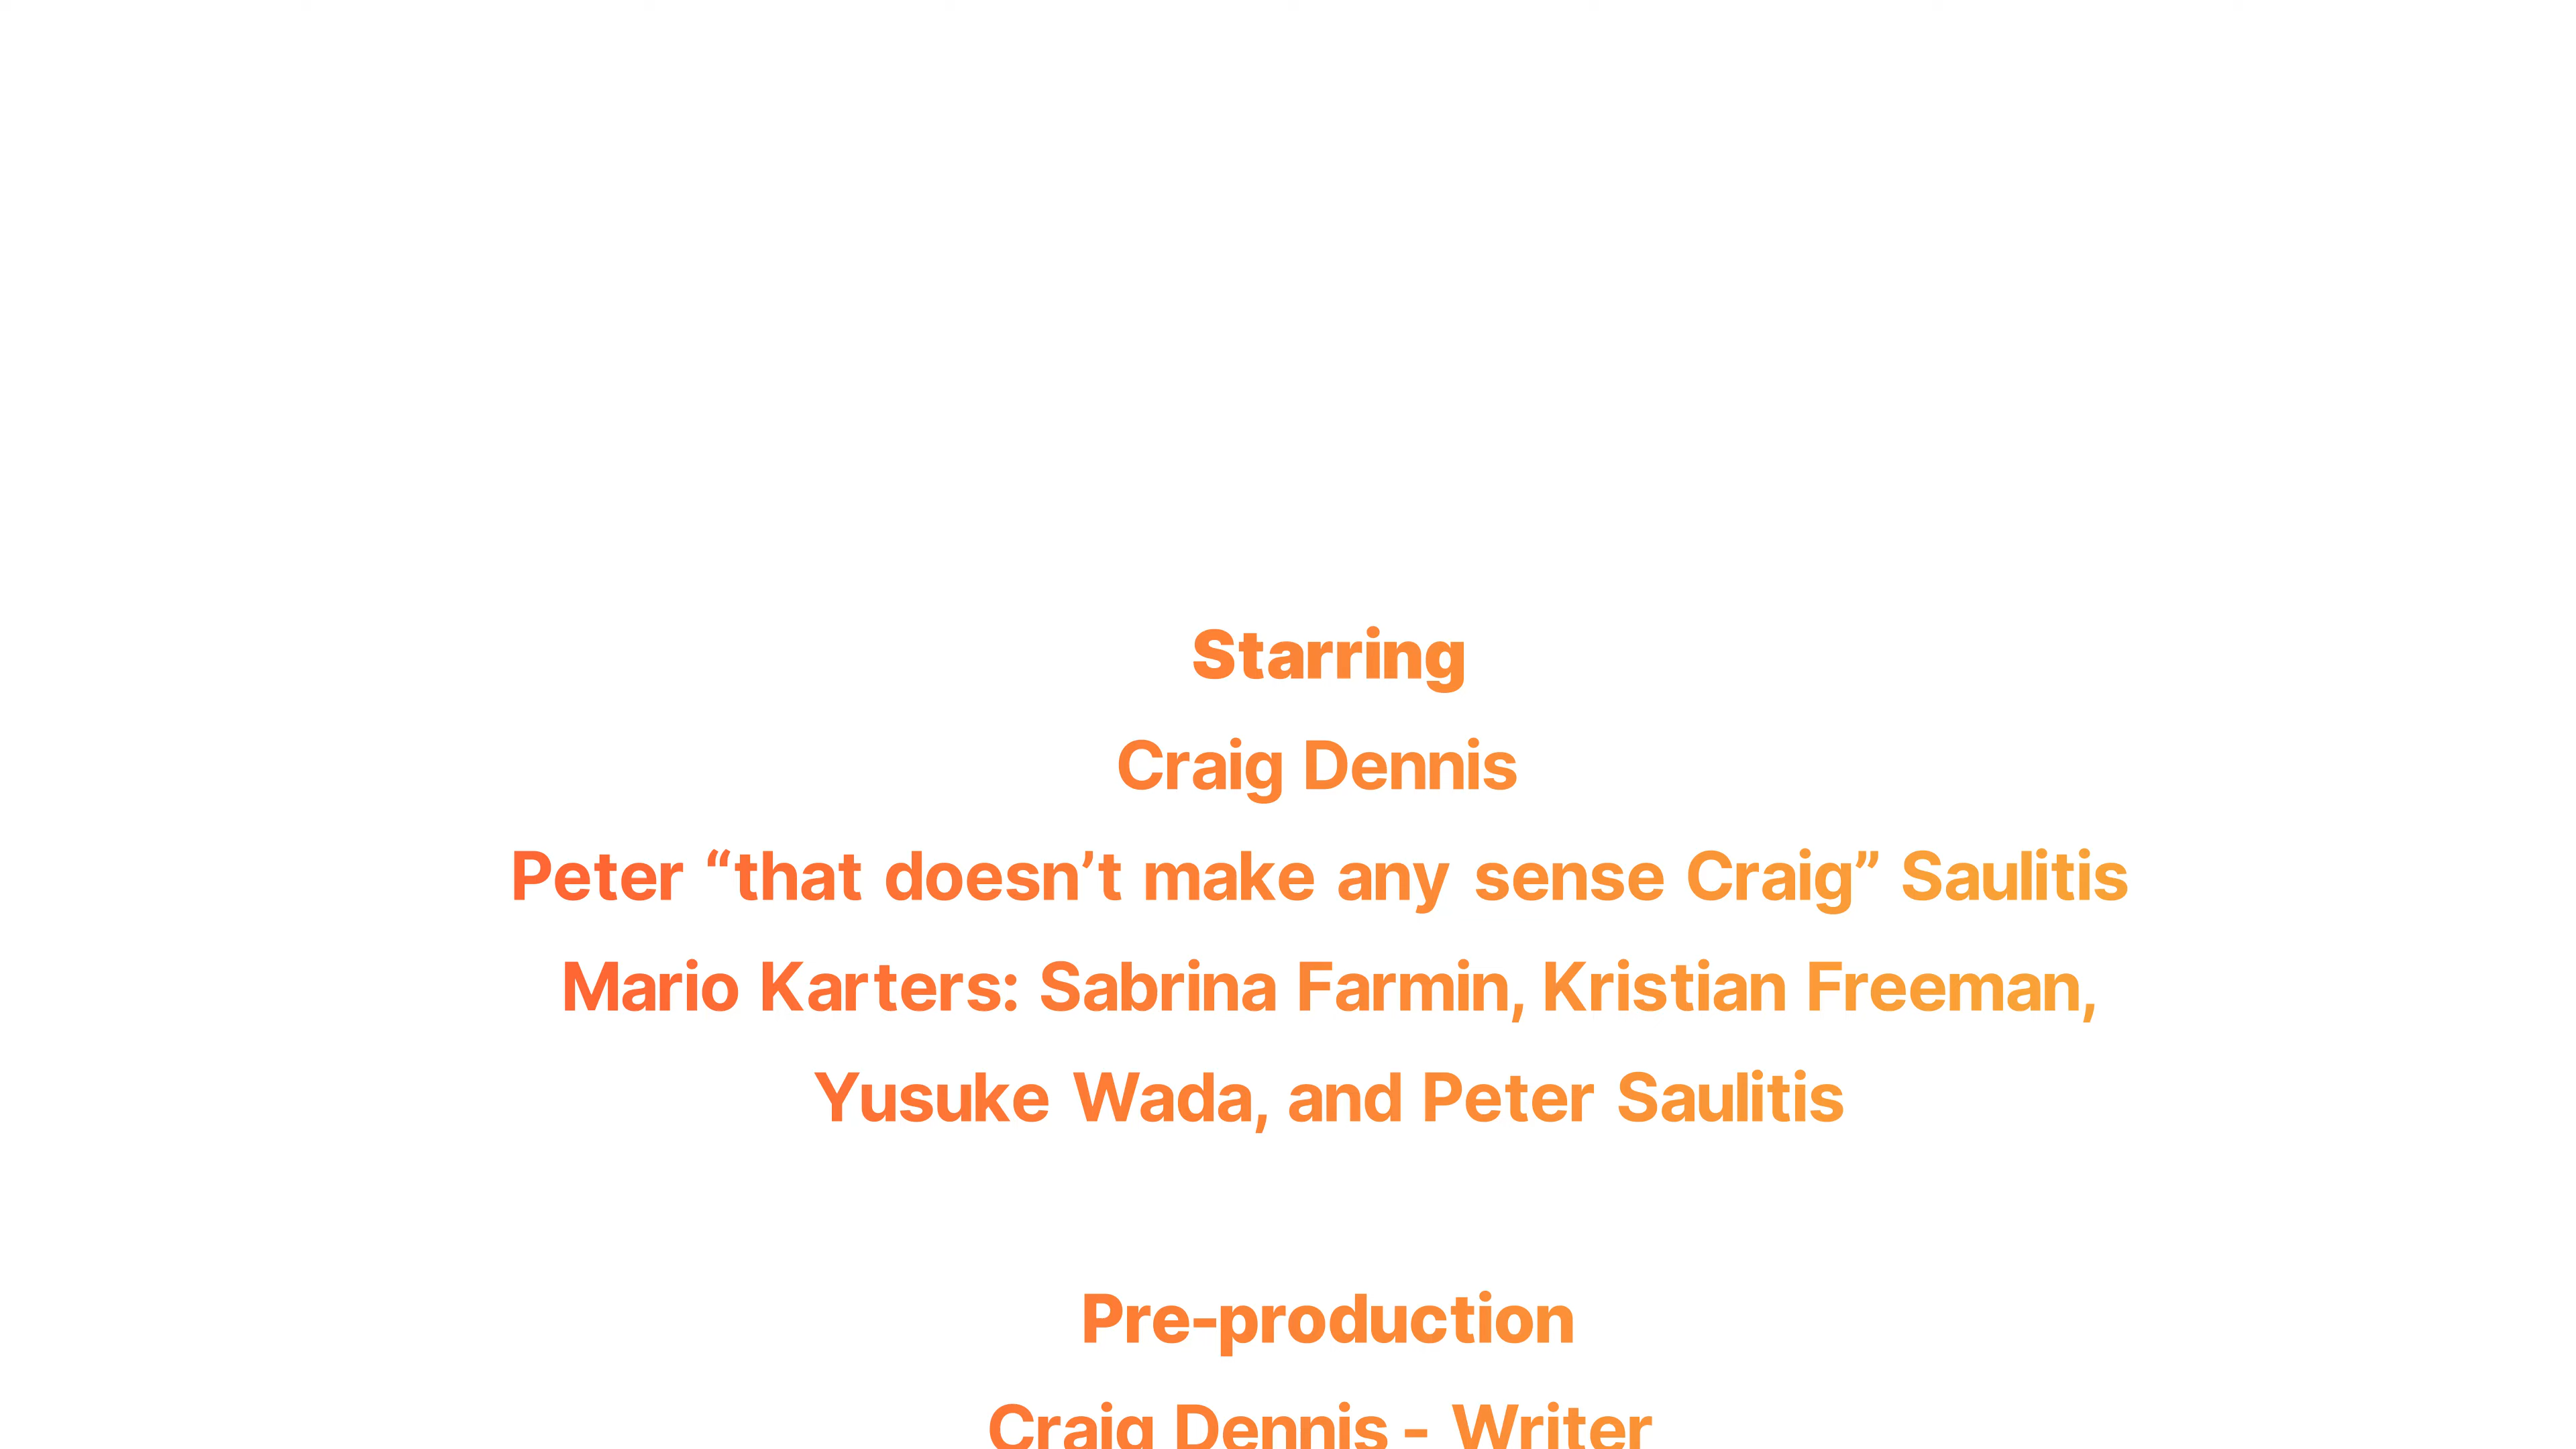 Starring
Craig Dennis
Peter “that doesn’t make any sense Craig” Saulitis
Mario Karters: Sabrina Farmin, Kristian Freeman,
Yusuke Wada, and Peter Saulitis
Pre-production
Craig Dennis - Writer